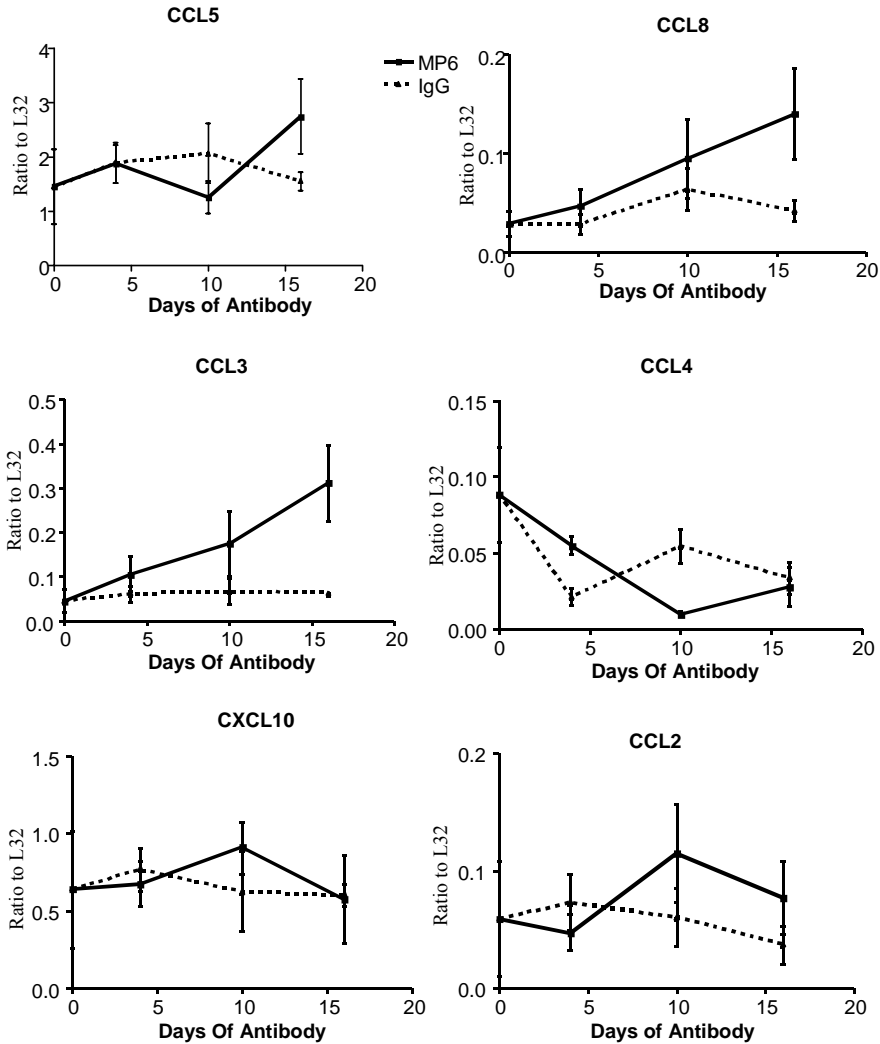 CCL5
4
3
2
1
0
Ratio to L32
0 5 10 15 20
Days of Antibody
MP6
IgG
CCL8
0.2
0.1
0.0
Ratio to L32
0 5 10 15 20
Days Of Antibody
CCL3
0.5
0.4
0.3
0.2
0.1
0.0
Ratio to L32
0 5 10 15 20
Days Of Antibody
CCL4
0.15
0.10
0.05
0.00
Ratio to L32
0 5 10 15 20
Days Of Antibody
CXCL10
1.5
1.0
0.5
0.0
Ratio to L32
0 5 10 15 20
Days Of Antibody
CCL2
0.2
0.1
0.0
Ratio to L32
0 5 10 15 20
Days of Antibody